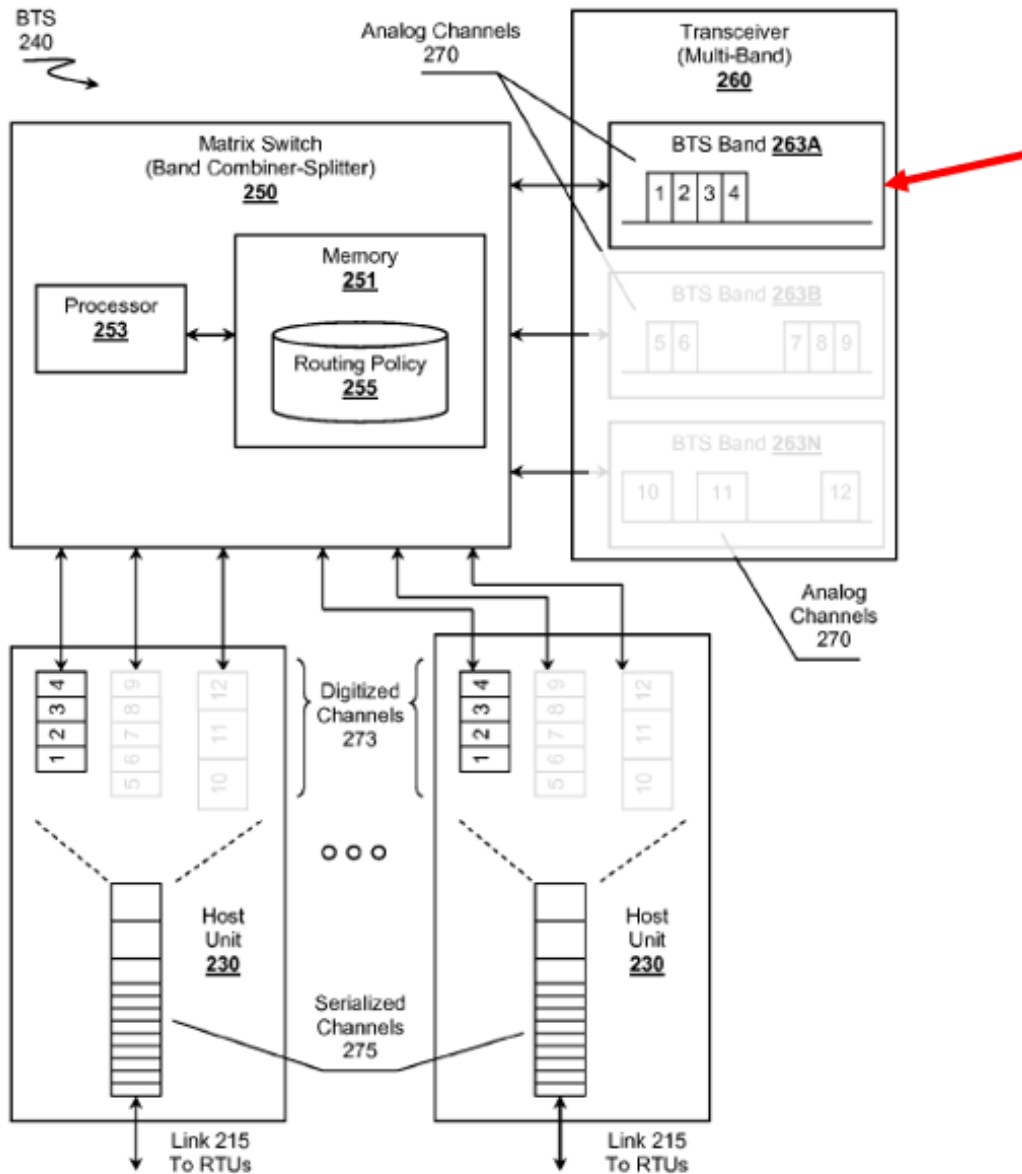 BTS
240
Analog Channels
270
Transceiver
(Multi-Band)
260
Matrix Switch
(Band Combiner-Splitter)
250
BTS Band 263A
1 2 3 4
Memory
251
Processor
253
Routing Policy
255
BTS Band 263B
5 6 7 8 9
BTS Band 263N
10 11 12
Analog
Channels
270
4
3
2
1
9
8
7
6
5
12
11
10
Digitized
Channels
273
4
3
2
1
9
8
7
6
5
12
11
10
Host
Unit
230
Host
Unit
230
Serialized
Channels
275
Link 215
To RTUs
Link 215
To RTUs